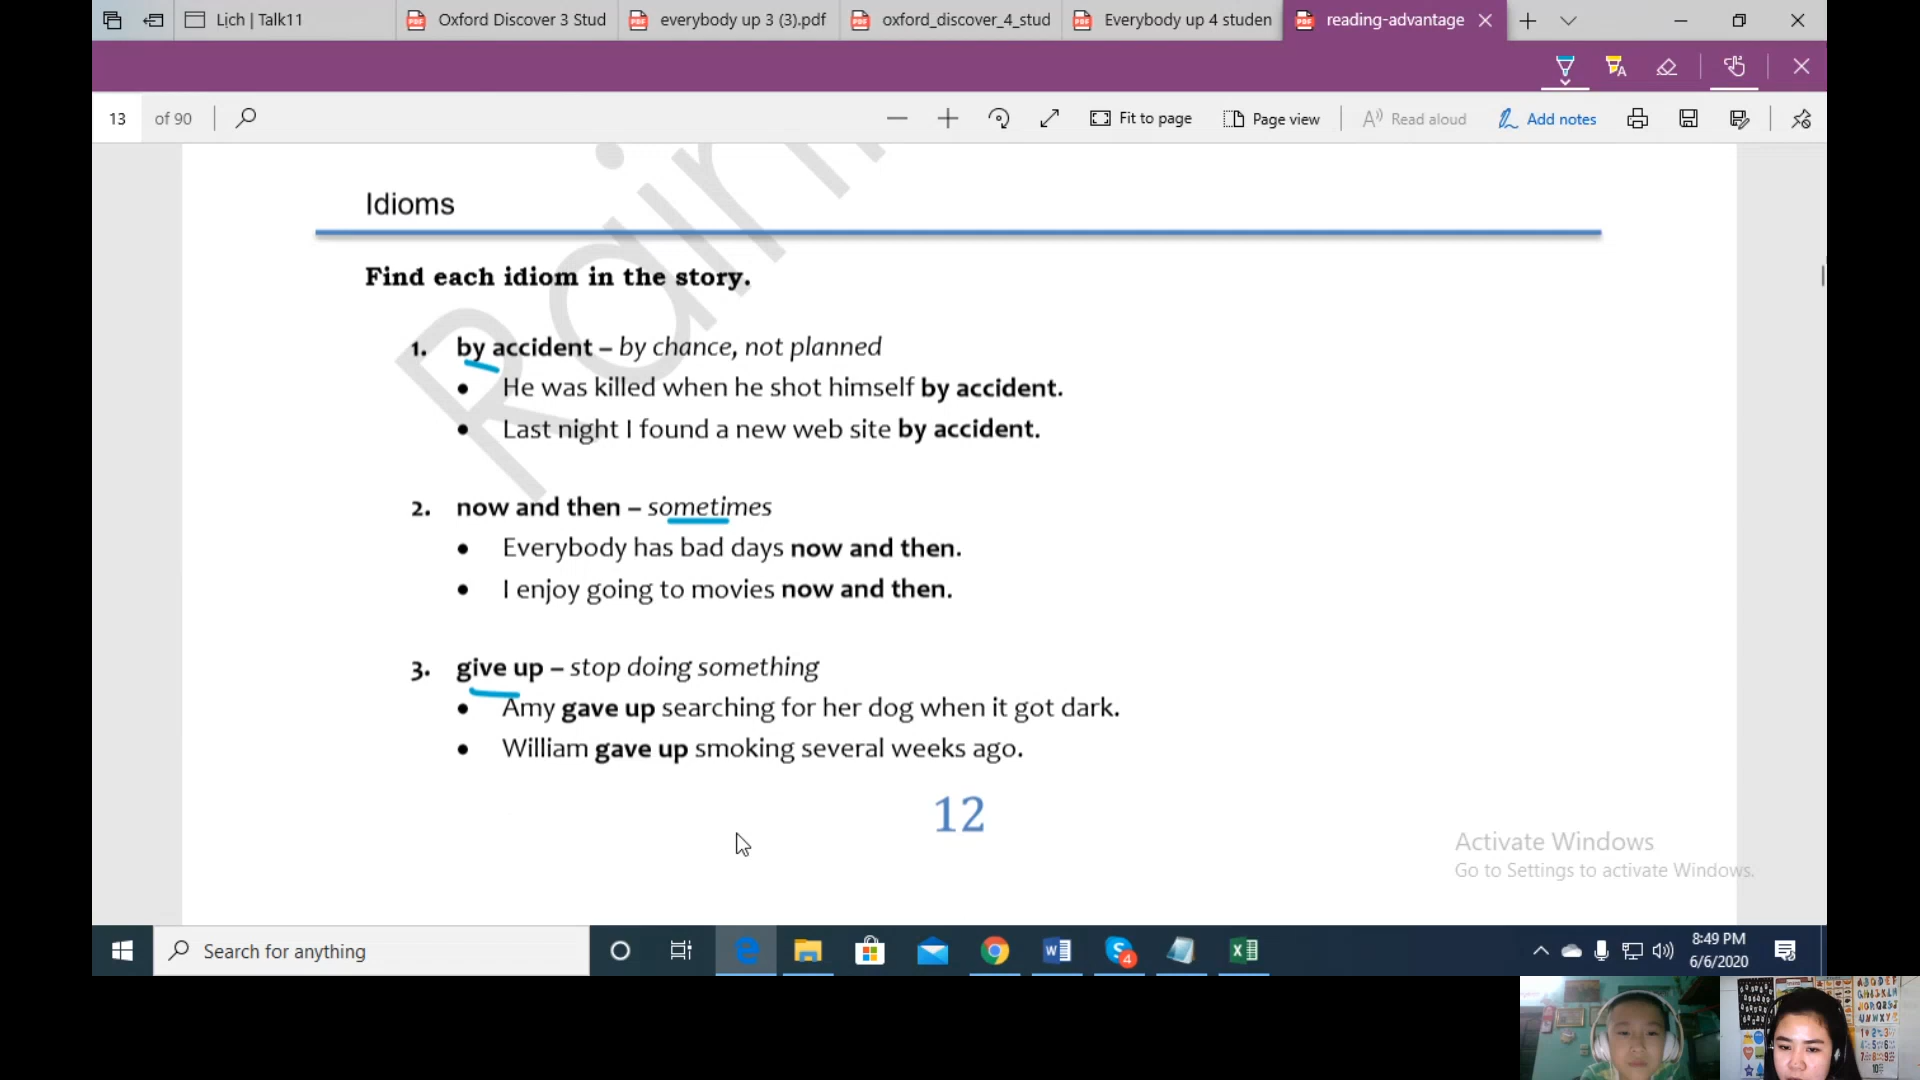 Lịch | Talk11
Oxford Discover 3 Stud
everybody up 3 (3).pdf
oxford_discover_4_stud
Everybody up 4 studen
reading-advantage
13 of 90
Fit to page
Page view
Read aloud
Add notes
Idioms
Find each idiom in the story.
1. by accident – by chance, not planned
• He was killed when he shot himself by accident.
• Last night I found a new web site by accident.
2. now and then – sometimes
• Everybody has bad days now and then.
• I enjoy going to movies now and then.
3. give up – stop doing something
• Amy gave up searching for her dog when it got dark.
• William gave up smoking several weeks ago.
12
Activate Windows
Go to Settings to activate Windows.
Search for anything
4
8:49 PM
6/6/2020